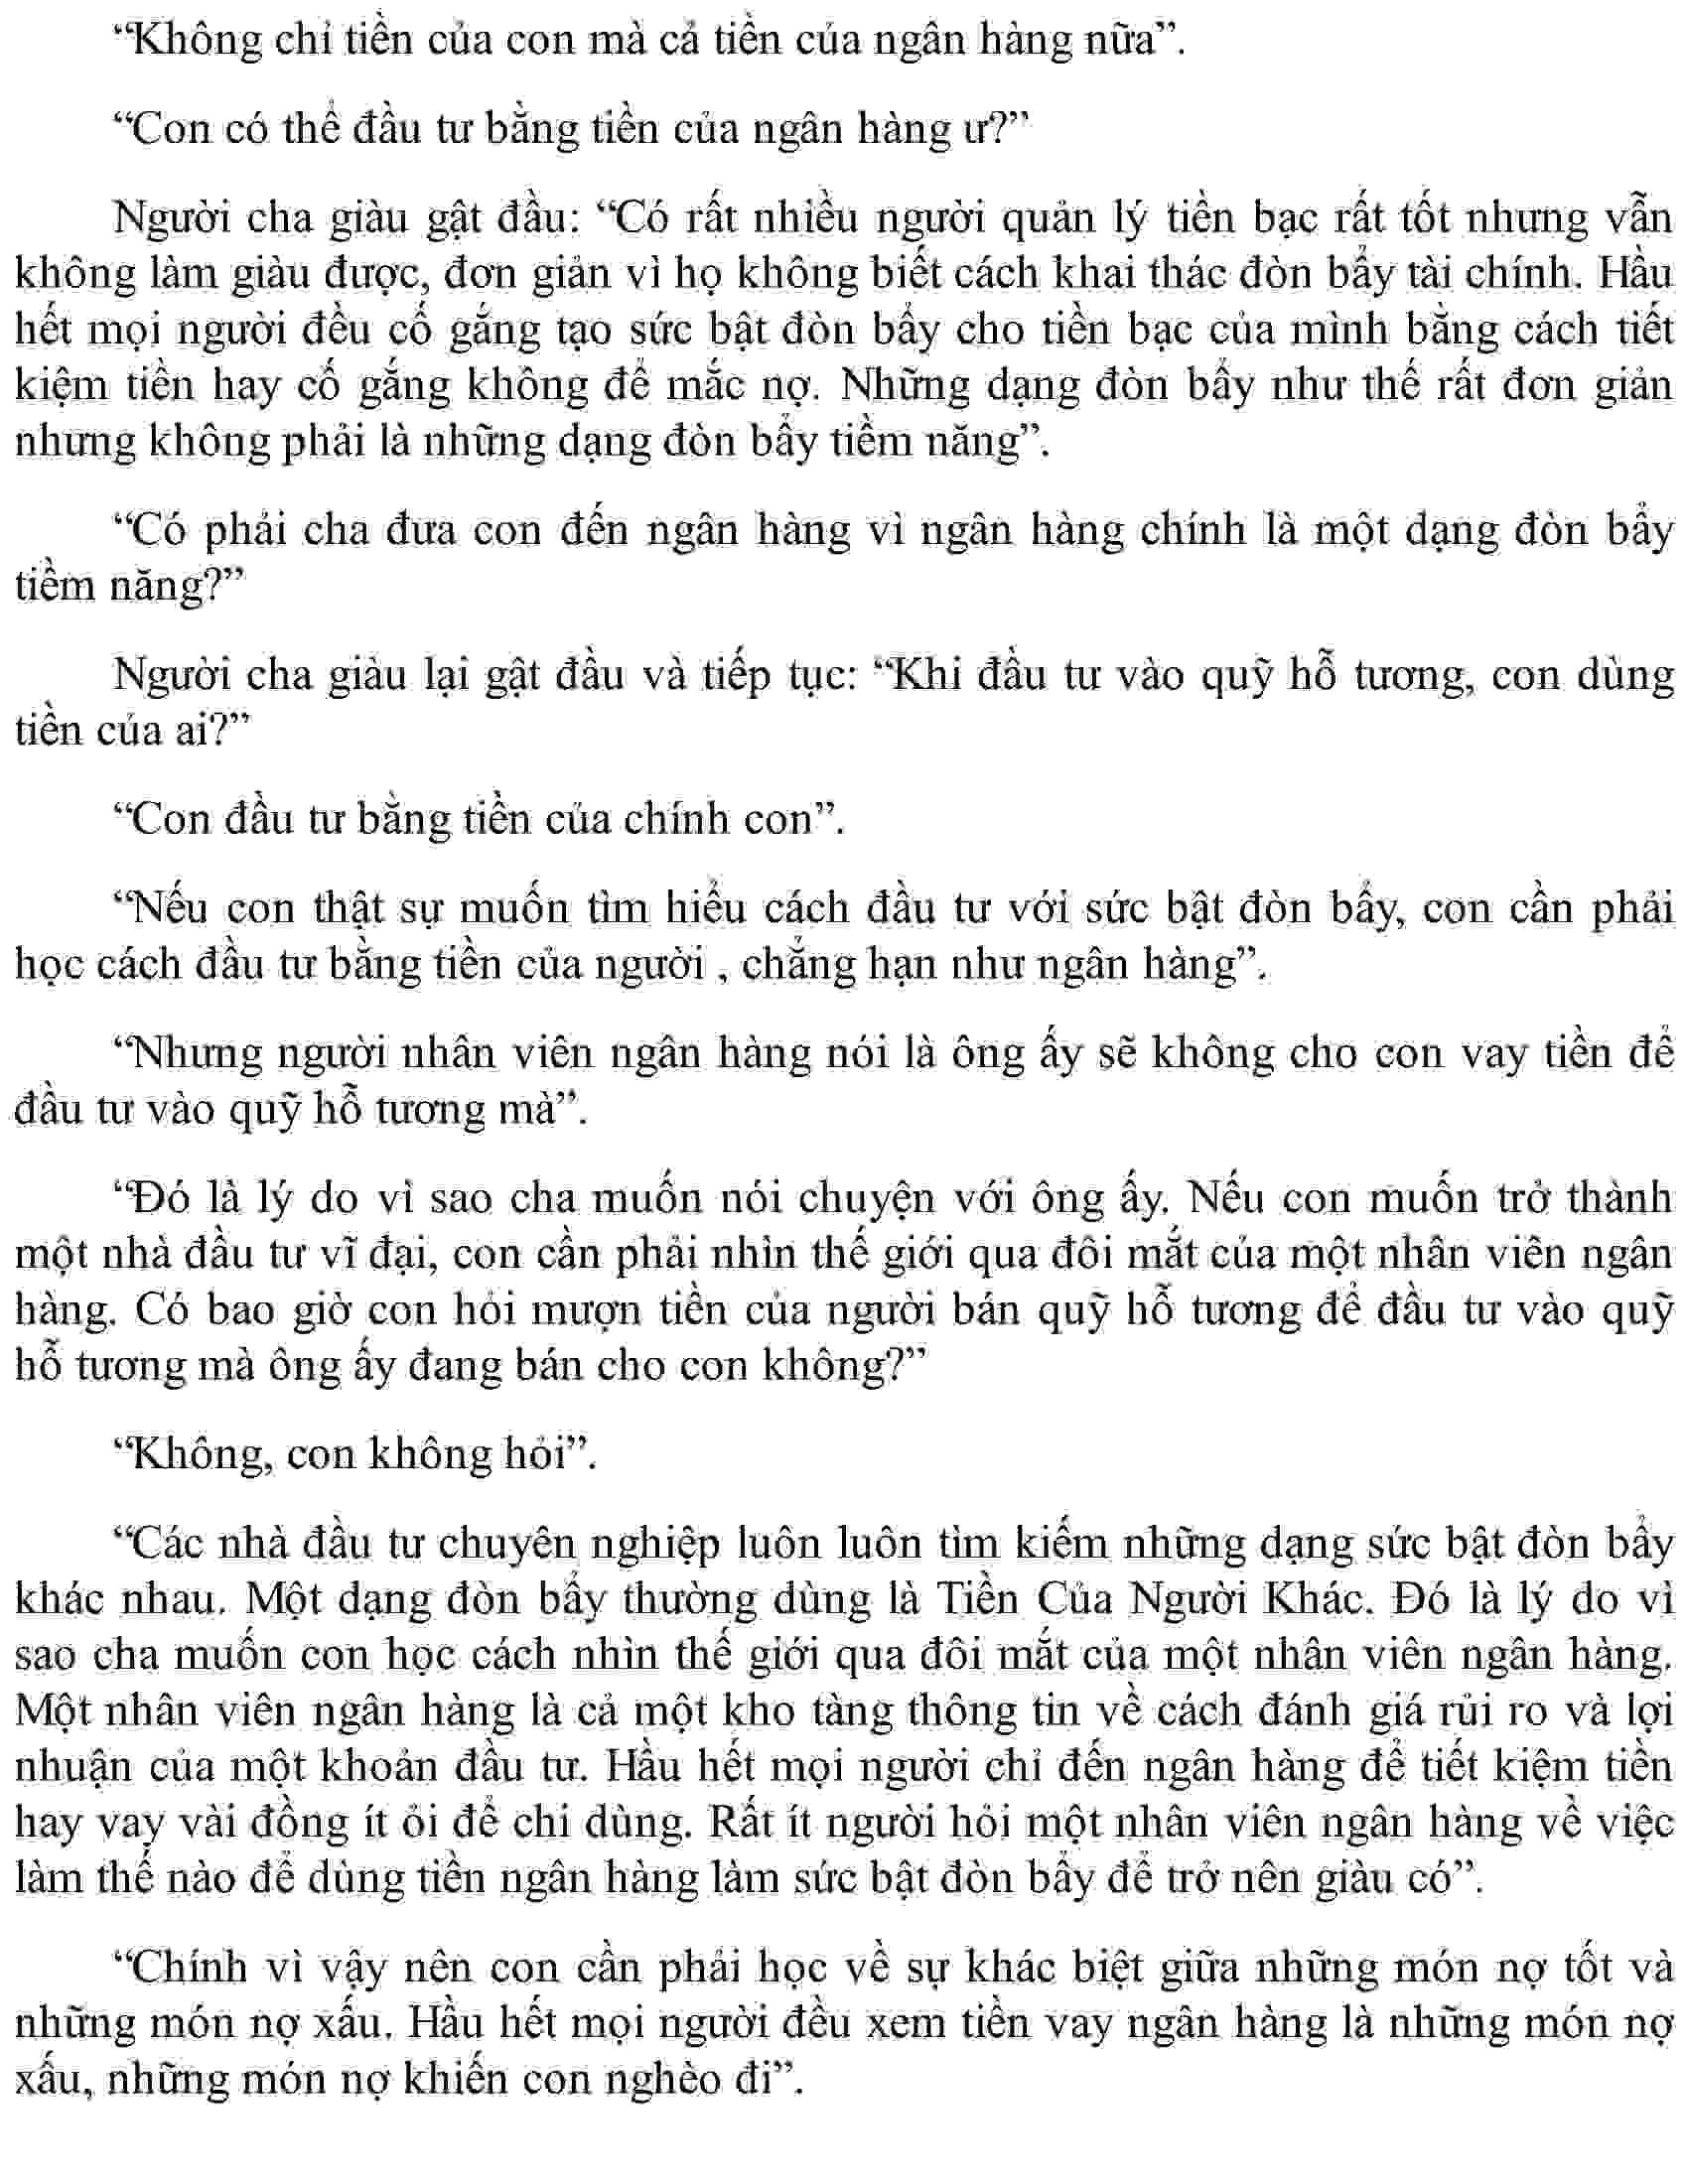 “Không chỉ tiền của con mà cả tiền của ngân hàng nữa”.
“Con có thể đầu tư bằng tiền của ngân hàng ư?”
Người cha giàu gật đầu: “Có rất nhiều người quản lý tiền bạc rất tốt nhưng vẫn
không làm giàu được, đơn giản vì họ không biết cách khai thác đòn bẩy tài chính. Hầu
hết mọi người đều cố gắng tạo sức bật đòn bẩy cho tiền bạc của mình bằng cách tiết
kiệm tiền hay cố gắng không để mắc nợ. Những dạng đòn bẩy như thế rất đơn giản
nhưng không phải là những dạng đòn bẩy tiềm năng”.
“Có phải cha đưa con đến ngân hàng vì ngân hàng chính là một dạng đòn bẩy
tiềm năng?”
Người cha giàu lại gật đầu và tiếp tục: “Khi đầu tư vào quỹ hỗ tương, con dùng
tiền của ai?”
“Con đầu tư bằng tiền của chính con”.
“Nếu con thật sự muốn tìm hiểu cách đầu tư với sức bật đòn bẩy, con cần phải
học cách đầu tư bằng tiền của người , chẳng hạn như ngân hàng”.
“Nhưng người nhân viên ngân hàng nói là ông ấy sẽ không cho con vay tiền để
đầu tư vào quỹ hỗ tương mà”.
“Đó là lý do vì sao cha muốn nói chuyện với ông ấy. Nếu con muốn trở thành
một nhà đầu tư vĩ đại, con cần phải nhìn thế giới qua đôi mắt của một nhân viên ngân
hàng. Có bao giờ con hỏi mượn tiền của người bán quỹ hỗ tương để đầu tư vào quỹ
hỗ tương mà ông ấy đang bán cho con không?”
“Không, con không hỏi”.
“Các nhà đầu tư chuyên nghiệp luôn luôn tìm kiếm những dạng sức bật đòn bẩy
khác nhau. Một dạng đòn bẩy thường dùng là Tiền Của Người Khác. Đó là lý do vì
sao cha muốn con học cách nhìn thế giới qua đôi mắt của một nhân viên ngân hàng.
Một nhân viên ngân hàng là cả một kho tàng thông tin về cách đánh giá rủi ro và lợi
nhuận của một khoản đầu tư. Hầu hết mọi người chỉ đến ngân hàng để tiết kiệm tiền
hay vay vài đồng ít ỏi để chi dùng. Rất ít người hỏi một nhân viên ngân hàng về việc
làm thế nào để dùng tiền ngân hàng làm sức bật đòn bẩy để trở nên giàu có”.
“Chính vì vậy nên con cần phải học về sự khác biệt giữa những món nợ tốt và
những món nợ xấu. Hầu hết mọi người đều xem tiền vay ngân hàng là những món nợ
xấu, những món nợ khiến con nghèo đi”.